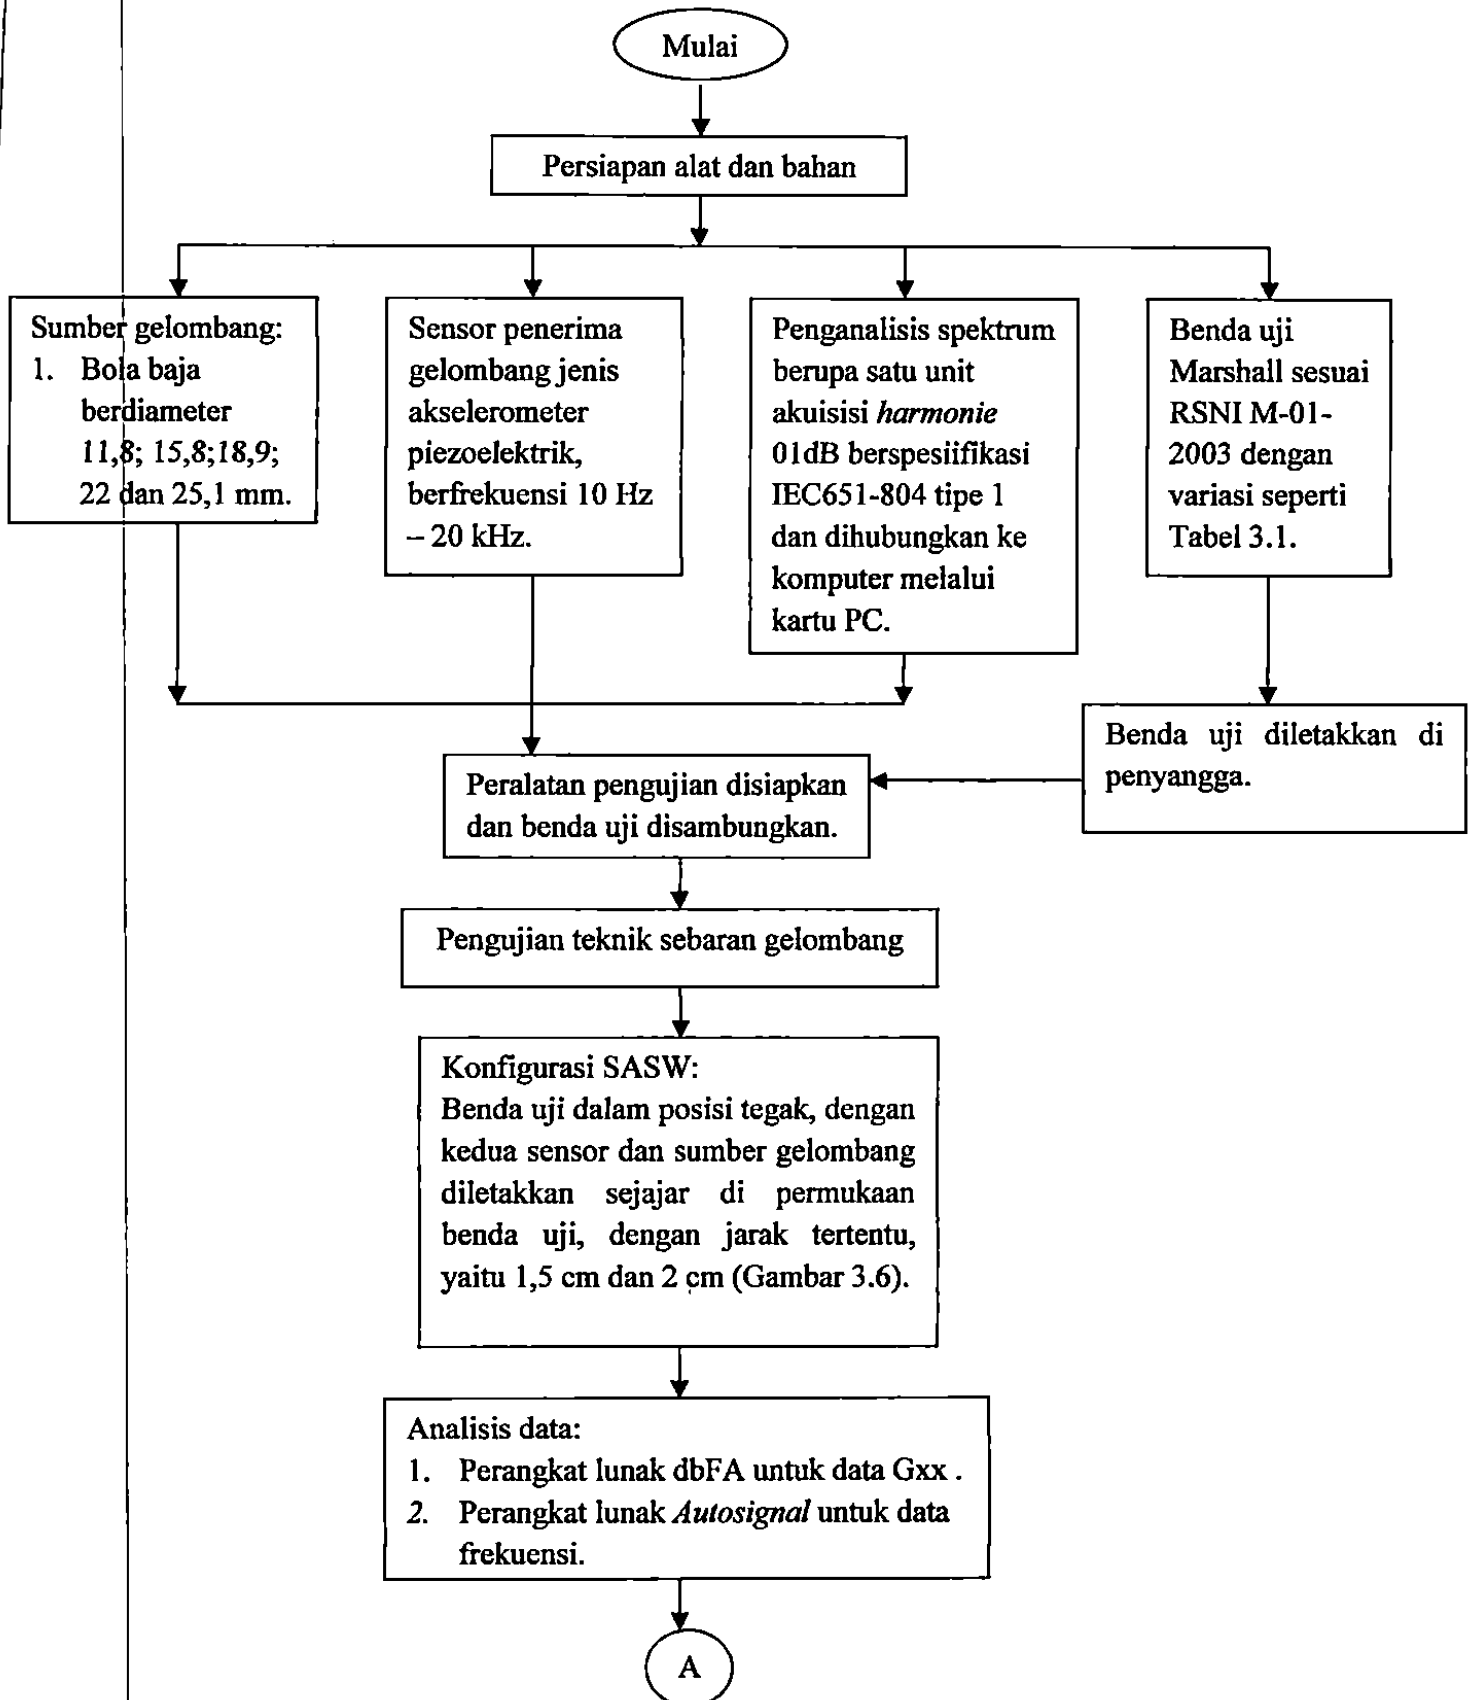 Mulai
Persiapan alat dan bahan
Sumber gelombang:
1. Bola baja
berdiameter
11,8; 15,8;18,9;
22 dan 25,1 mm.
Sensor penerima
gelombang jenis
akselerometer
piezoelektrik,
berfrekuensi 10 Hz
– 20 kHz.
Penganalisis spektrum
berupa satu unit
akuisisi harmonie
01dB berspesiifikasi
IEC651-804 tipe 1
dan dihubungkan ke
komputer melalui
kartu PC.
Benda uji
Marshall sesuai
RSNI M-01-
2003 dengan
variasi seperti
Tabel 3.1.
Benda uji diletakkan di
penyangga.
Peralatan pengujian disiapkan
dan benda uji disambungkan.
Pengujian teknik sebaran gelombang
Konfigurasi SASW:
Benda uji dalam posisi tegak, dengan
kedua sensor dan sumber gelombang
diletakkan sejajar di permukaan
benda uji, dengan jarak tertentu,
yaitu 1,5 cm dan 2 cm (Gambar 3.6).
Analisis data:
1. Perangkat lunak dbFA untuk data Gxx .
2. Perangkat lunak Autosignal untuk data
frekuensi.
A